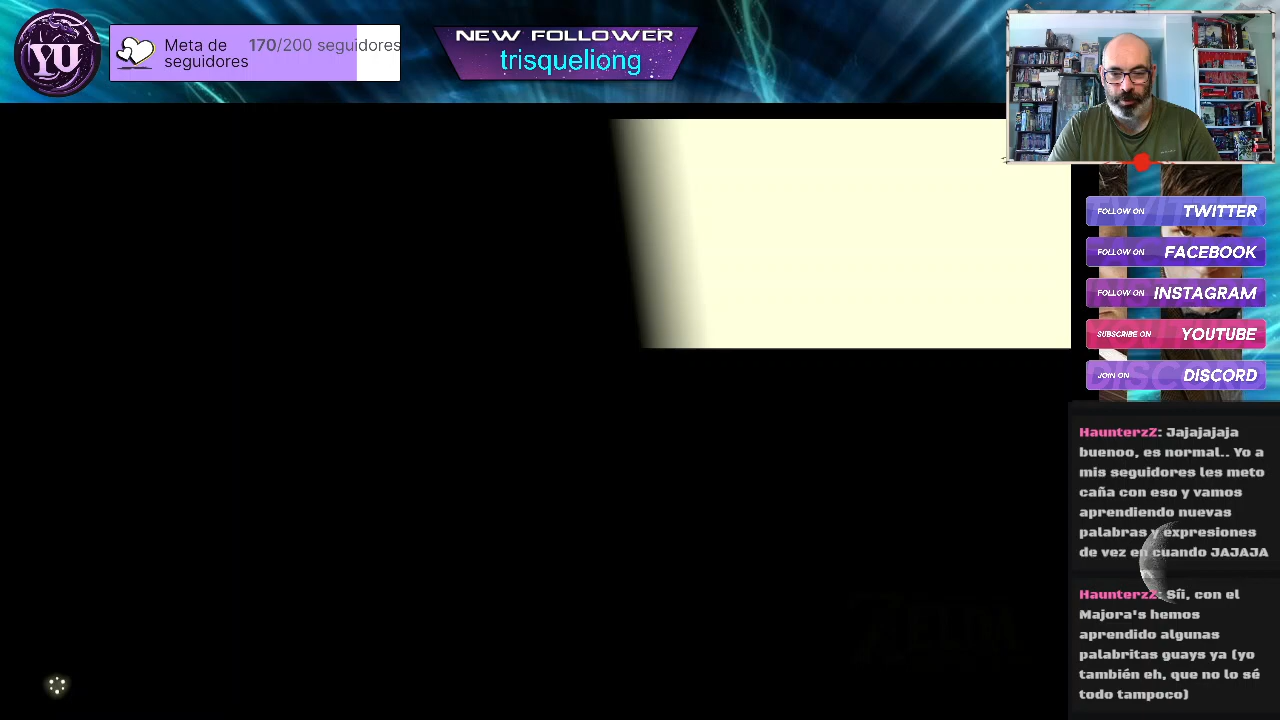 YU
Meta de seguidores
170/200 seguidores
NEW FOLLOWER
trisqueliong
FOLLOW ON TWITTER
FOLLOW ON FACEBOOK
FOLLOW ON INSTAGRAM
SUBSCRIBE ON YOUTUBE
JOIN ON DISCORD
HaunterzZ: Jajajajaja
buenoo, es normal.. Yo a
mis seguidores les meto
caña con eso y vamos
aprendiendo nuevas
palabras y expresiones
de vez en cuando JAJAJA
HaunterzZ: Síi, con el
Majora's hemos
aprendido algunas
palabritas guays ya (yo
también eh, que no lo sé
todo tampoco)
ZELDA